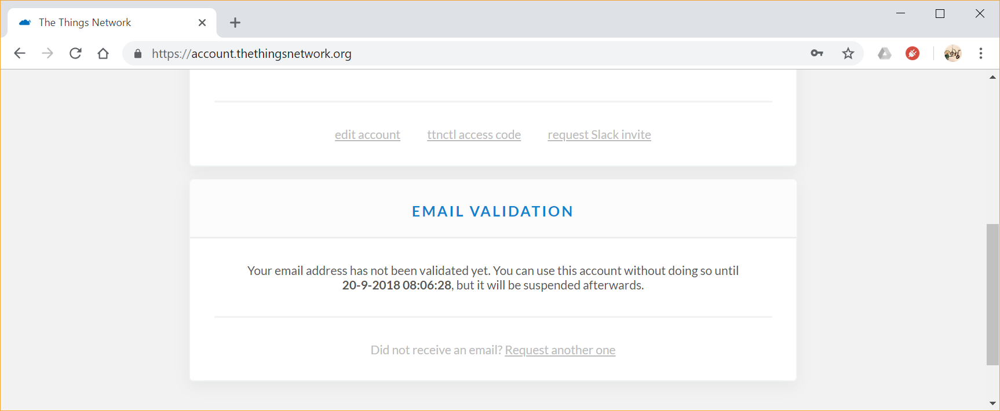 The Things Network
https://account.thethingsnetwork.org
edit account ttnctl access code request Slack invite
EMAIL VALIDATION
Your email address has not been validated yet. You can use this account without doing so until
20-9-2018 08:06:28, but it will be suspended afterwards.
Did not receive an email? Request another one